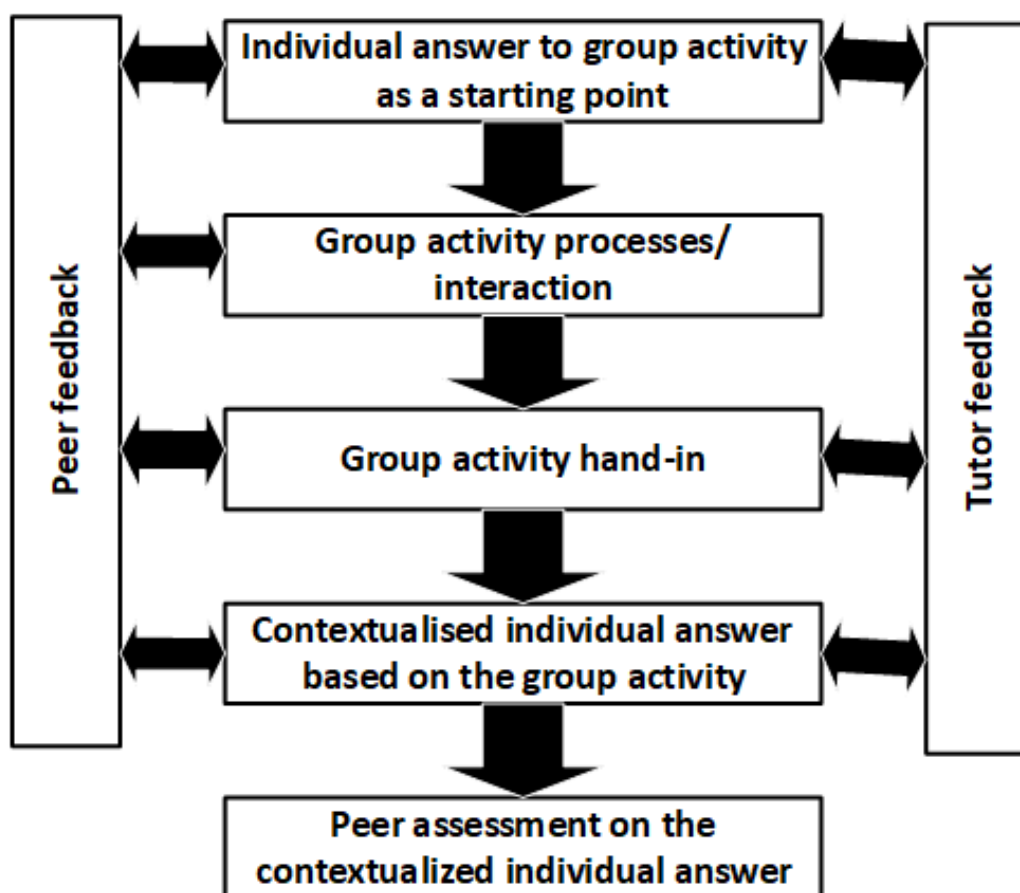 Individual answer to group activity
as a starting point
Group activity processes/
interaction
Group activity hand-in
Contextualised individual answer
based on the group activity
Peer assessment on the
contextualized individual answer
Peer feedback
Tutor feedback